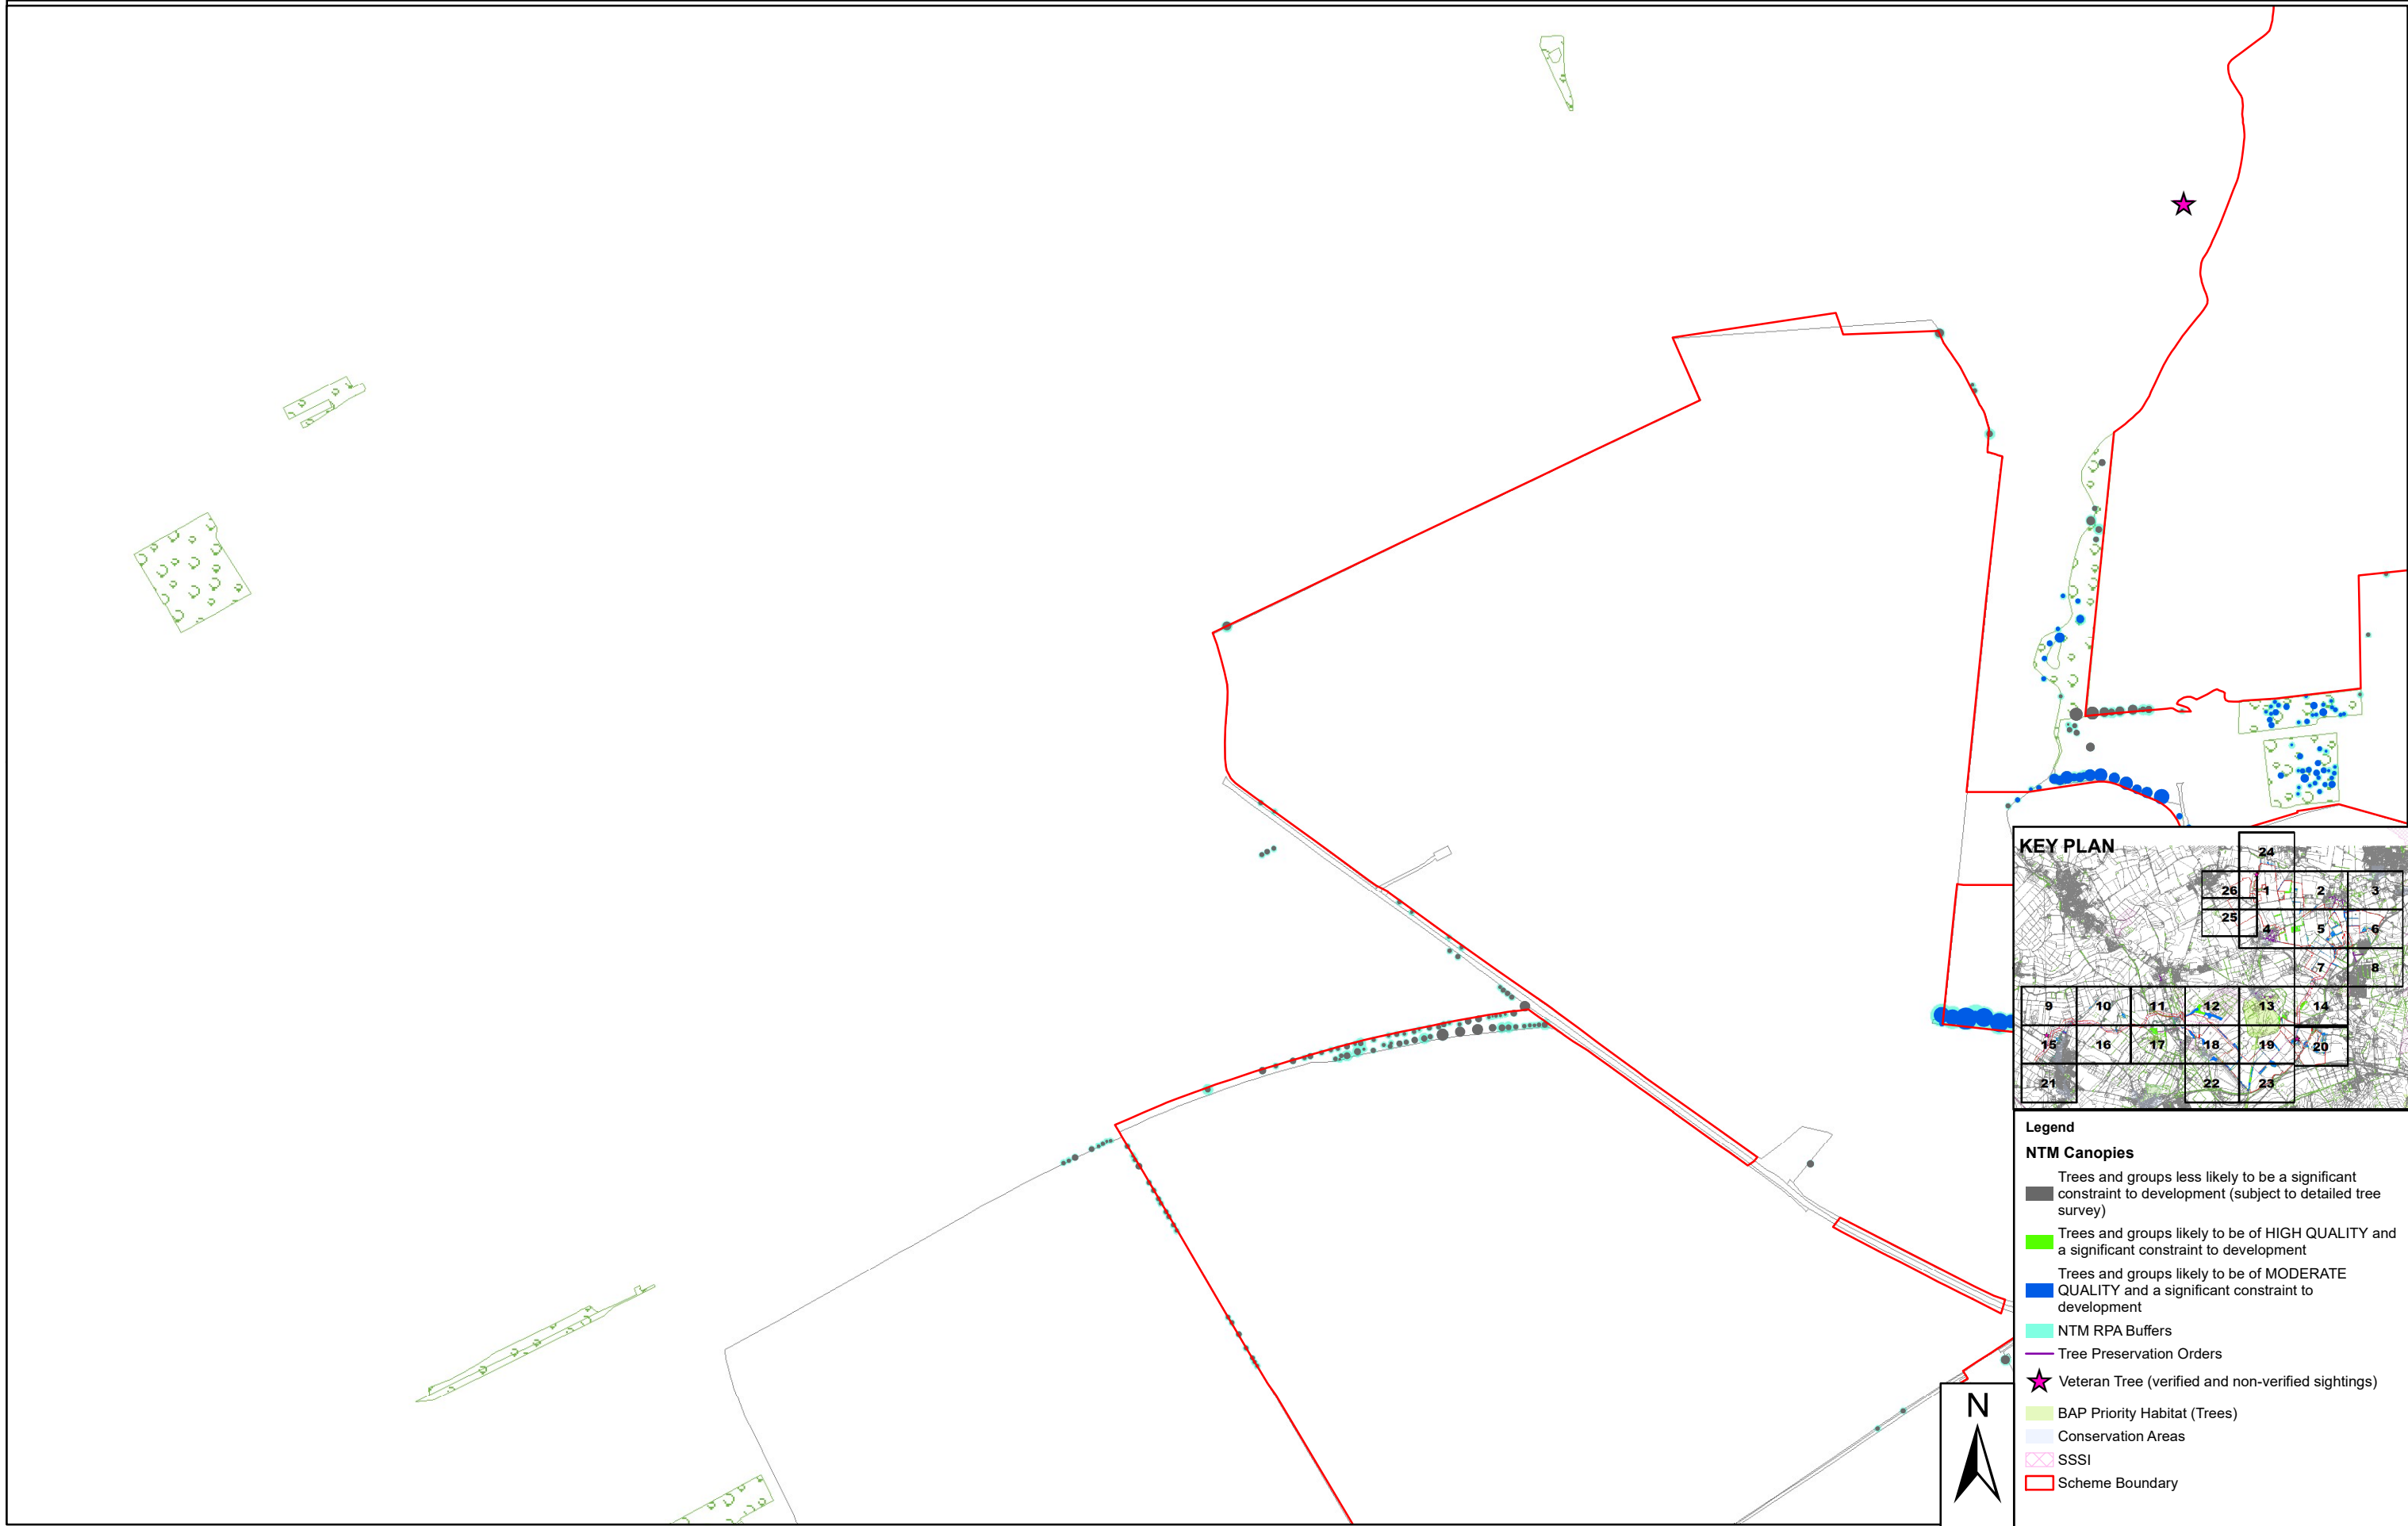 KEY PLAN
24
26
1
2
3
25
4
5
6
7
8
9
10
11
12
13
14
15
16
17
18
19
20
21
22
23
Legend
NTM Canopies
Trees and groups less likely to be a significant
constraint to development (subject to detailed tree
survey)
Trees and groups likely to be of HIGH QUALITY and
a significant constraint to development
Trees and groups likely to be of MODERATE
QUALITY and a significant constraint to
development
NTM RPA Buffers
Tree Preservation Orders
Veteran Tree (verified and non-verified sightings)
BAP Priority Habitat (Trees)
Conservation Areas
SSSI
Scheme Boundary
N